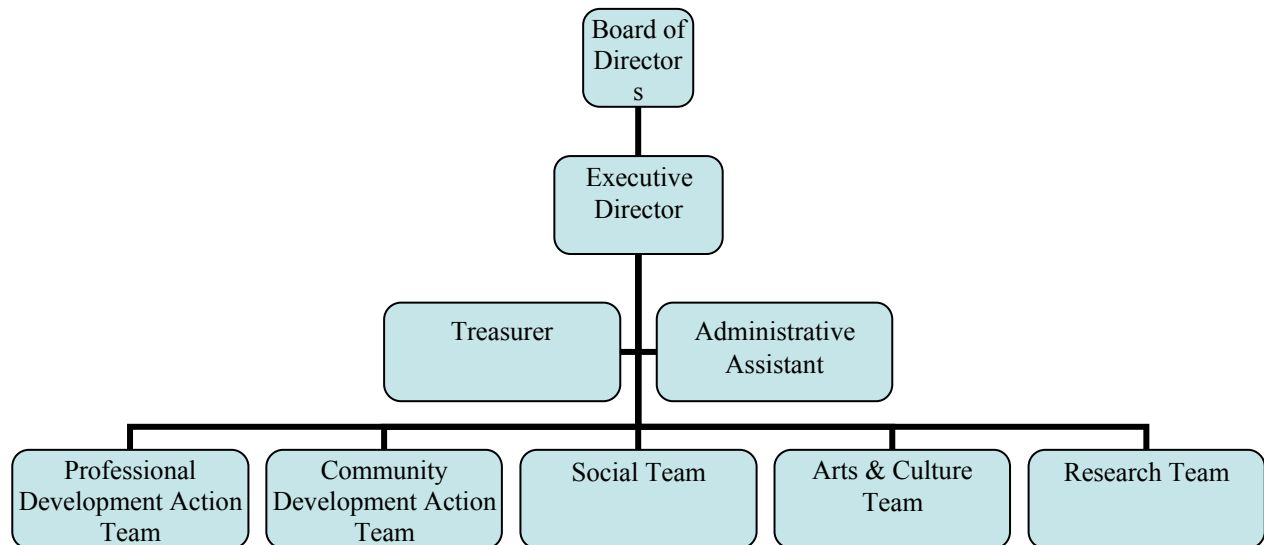 Board of
Director
s
Executive
Director
Treasurer
Administrative
Assistant
Professional
Development Action
Team
Community
Development Action
Team
Social Team
Arts & Culture
Team
Research Team